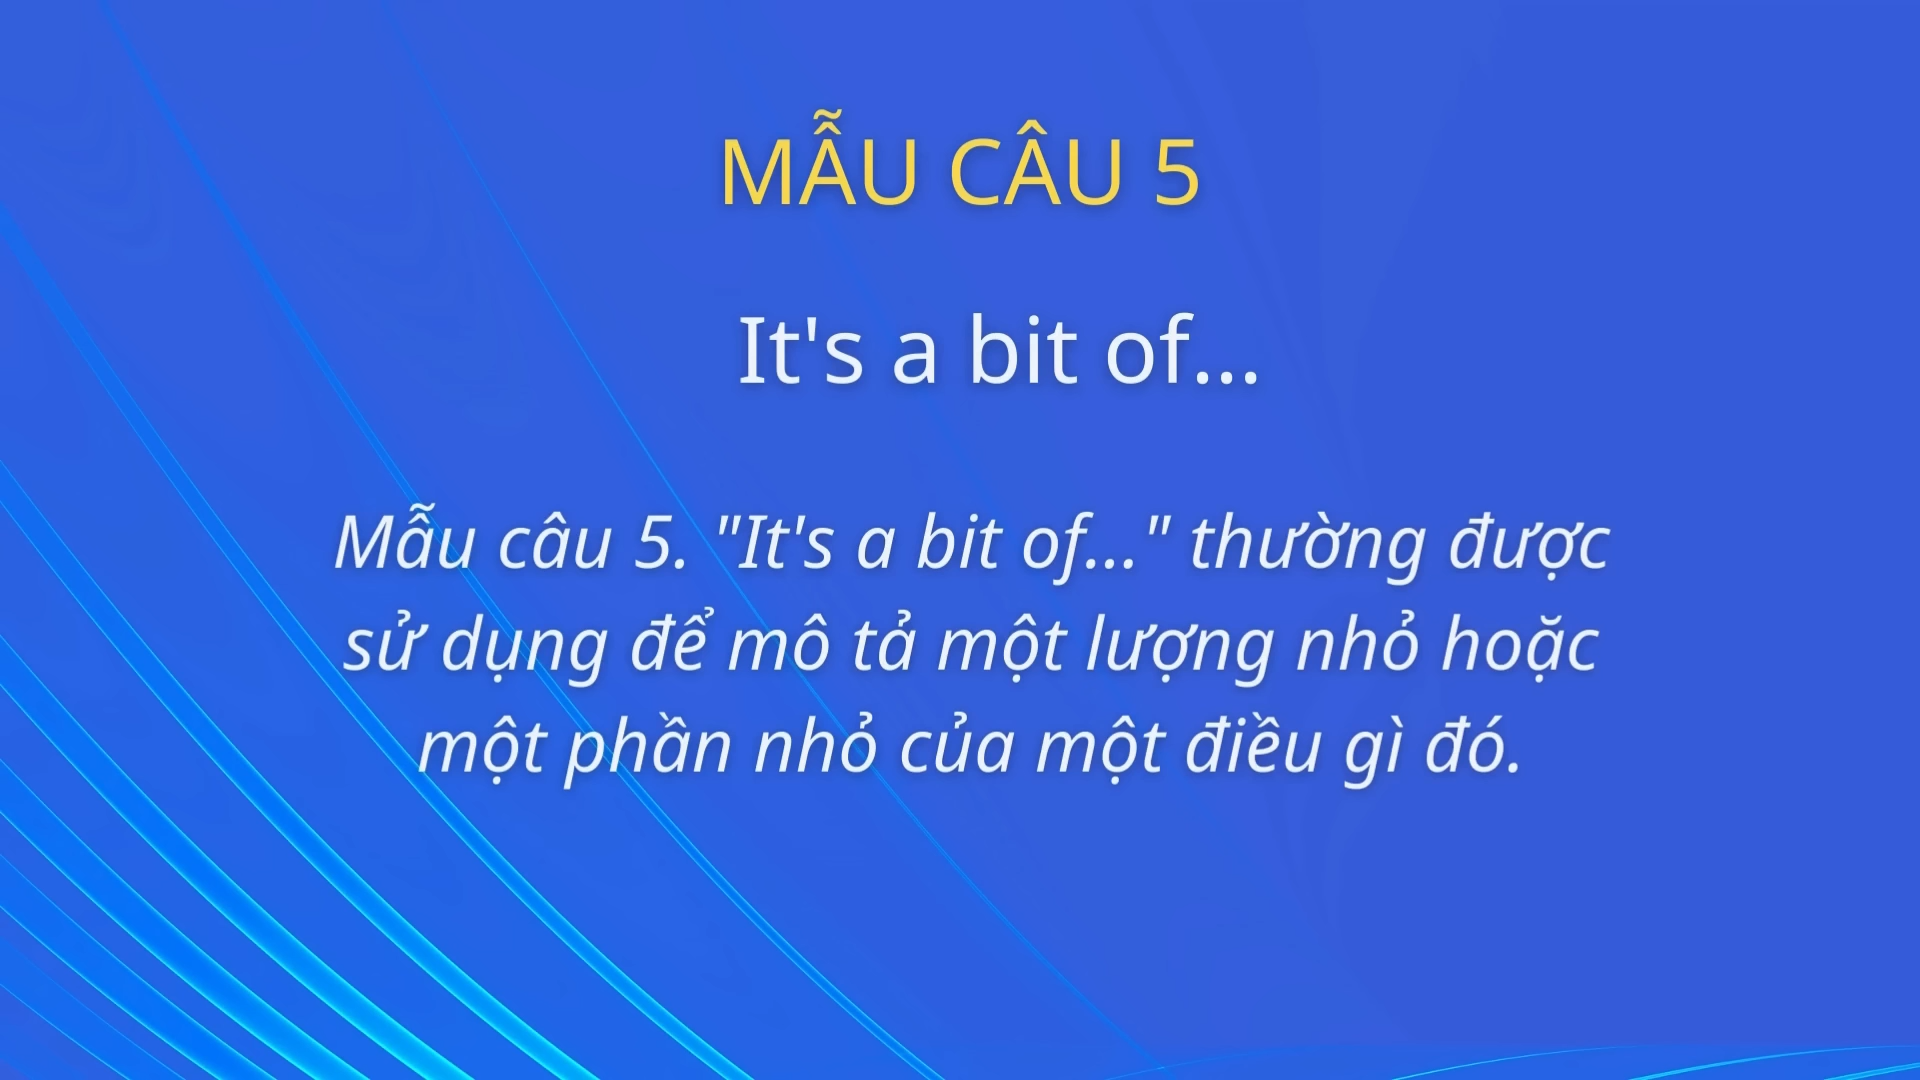 MẪU CÂU 5
It's a bit of...
Mẫu câu 5. "It's a bit of..." thường được
sử dụng để mô tả một lượng nhỏ hoặc
một phần nhỏ của một điều gì đó.